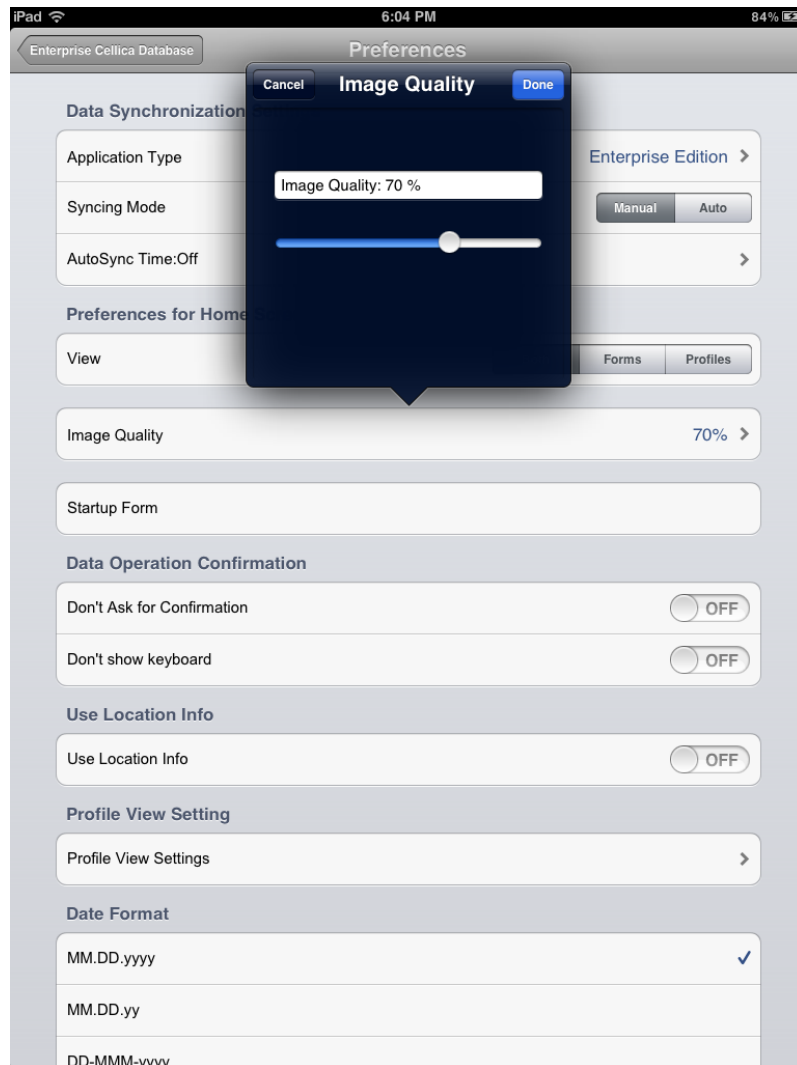 iPad 6:04 PM 84%
Enterprise Cellica Database Preferences
Cancel Image Quality Done
Data Synchronization
Application Type Enterprise Edition
Image Quality: 70 %
Syncing Mode Manual Auto
AutoSync Time:Off
Preferences for Home
View Forms Profiles
Image Quality 70%
Startup Form
Data Operation Confirmation
Don't Ask for Confirmation OFF
Don't show keyboard OFF
Use Location Info
Use Location Info OFF
Profile View Setting
Profile View Settings
Date Format
MM.DD.yyyy
MM.DD.yy
DD-MMM-yyyy